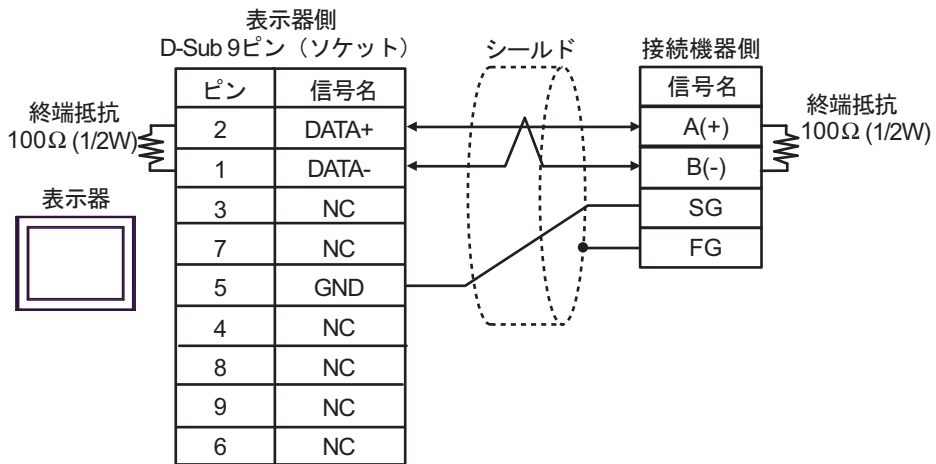 表示器側
D-Sub 9ピン（ソケット）
シールド
接続機器側
ピン 信号名
信号名
終端抵抗
100Ω (1/2W)
2 DATA+
A(+)
終端抵抗
100Ω (1/2W)
1 DATA-
B(-)
表示器
3 NC
SG
7 NC
FG
5 GND
4 NC
8 NC
9 NC
6 NC